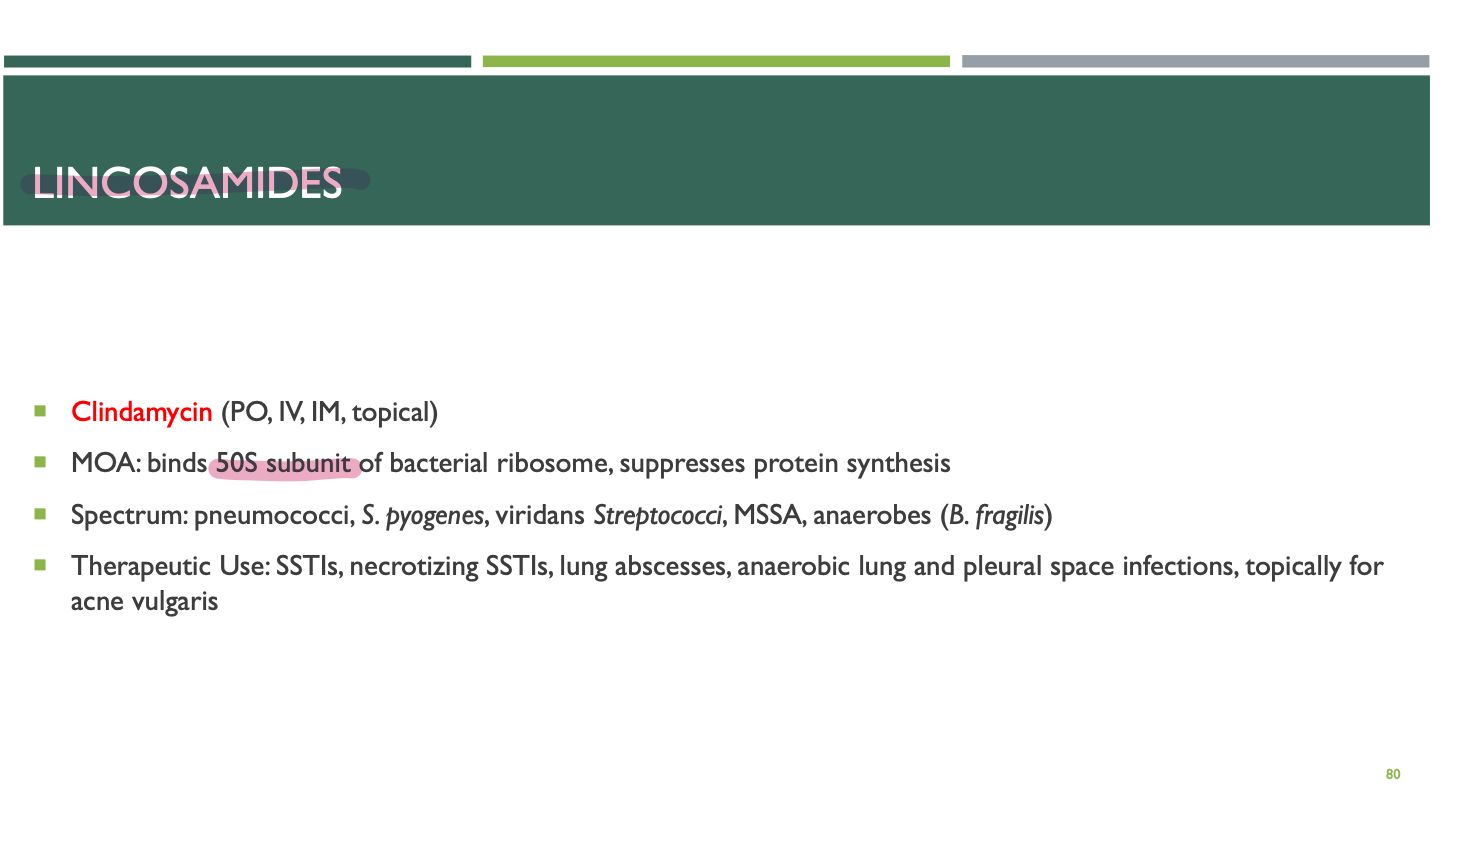 LINCOSAMIDES
Clindamycin (PO, IV, IM, topical)
MOA: binds 50S subunit of bacterial ribosome, suppresses protein synthesis
Spectrum: pneumococci, S. pyogenes, viridans Streptococci, MSSA, anaerobes (B. fragilis)
Therapeutic Use: SSTIs, necrotizing SSTIs, lung abscesses, anaerobic lung and pleural space infections, topically for
acne vulgaris
80